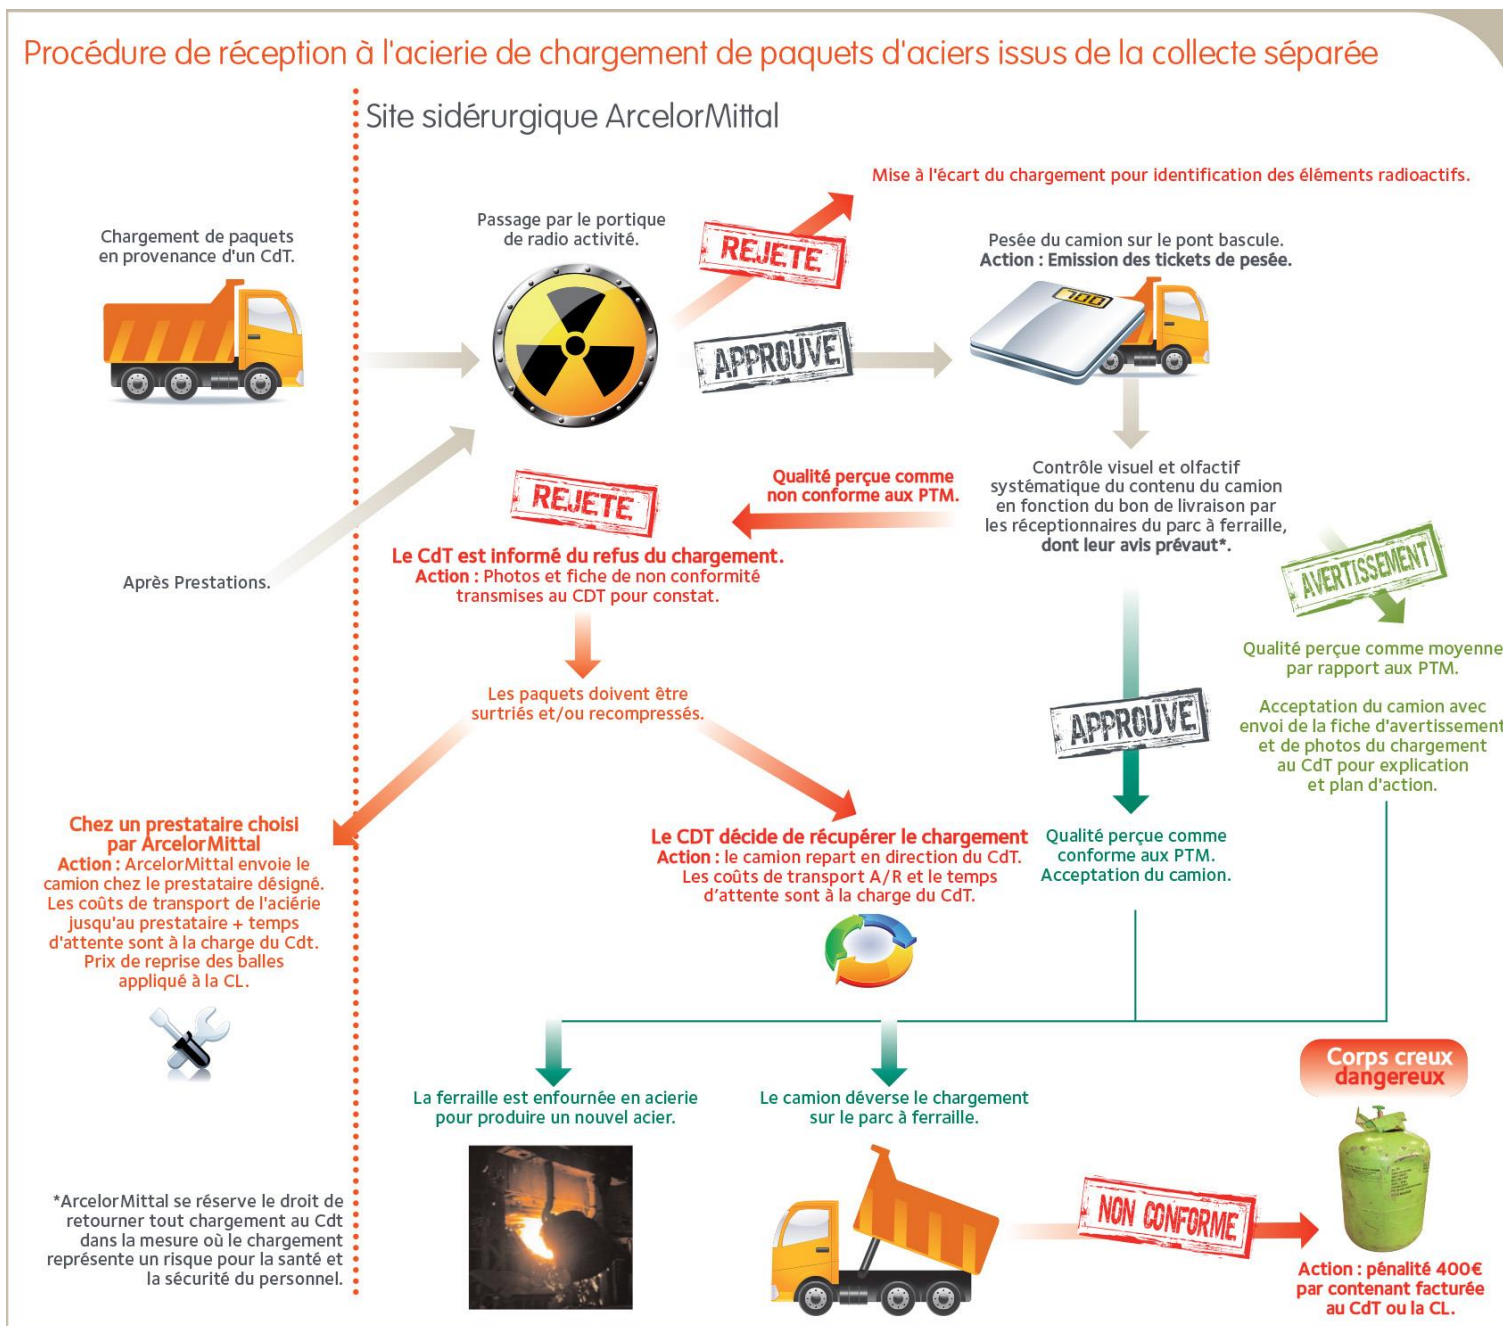 Procédure de réception à l'acierie de chargement de paquets d'aciers issus de la collecte séparée
Site sidérurgique ArcelorMittal
Chargement de paquets
en provenance d'un CdT.
Passage par le portique
de radio activité.
REJETE
Mise à l'écart du chargement pour identification des éléments radioactifs.
APPROUVE
Pesée du camion sur le pont bascule.
Action : Emission des tickets de pesée.
Après Prestations.
Contrôle visuel et olfactif
systématique du contenu du camion
en fonction du bon de livraison par
les réceptionnaires du parc à ferraille,
dont leur avis prévaut*.
Qualité perçue comme
non conforme aux PTM.
REJETE
Le CdT est informé du refus du chargement.
Action : Photos et fiche de non conformité
transmises au CDT pour constat.
Les paquets doivent être
surtriés et/ou recompressés.
AVERTISSEMENT
Qualité perçue comme moyenne
par rapport aux PTM.
Acceptation du camion avec
envoi de la fiche d'avertissement
et de photos du chargement
au CdT pour explication
et plan d'action.
APPROUVE
Qualité perçue comme
conforme aux PTM.
Acceptation du camion.
Chez un prestataire choisi
par ArcelorMittal
Action : ArcelorMittal envoie le
camion chez le prestataire désigné.
Les coûts de transport de l'aciérie
jusqu'au prestataire + temps
d'attente sont à la charge du Cdt.
Prix de reprise des balles
appliqué à la CL.
Le CDT décide de récupérer le chargement
Action : le camion repart en direction du CdT.
Les coûts de transport A/R et le temps
d'attente sont à la charge du CdT.
La ferraille est enfournée en acierie
pour produire un nouvel acier.
Le camion déverse le chargement
sur le parc à ferraille.
NON CONFORME
Corps creux
dangereux
Action : pénalité 400€
par contenant facturée
au CdT ou la CL.
*ArcelorMittal se réserve le droit de
retourner tout chargement au Cdt
dans la mesure où le chargement
représente un risque pour la santé et
la sécurité du personnel.